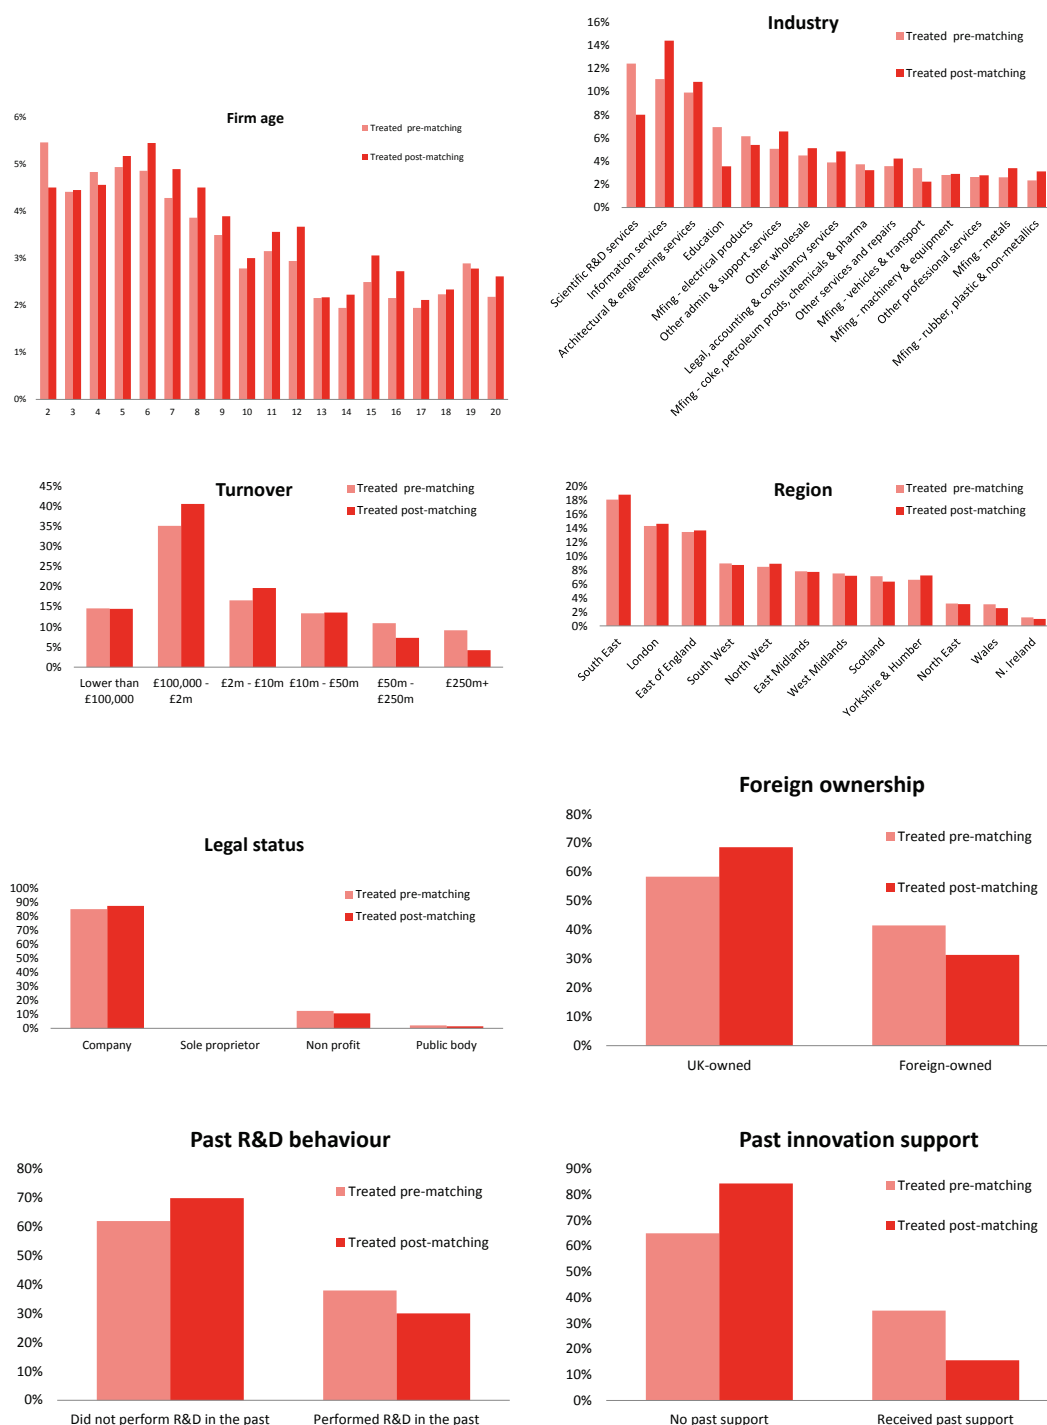 Firm age
Treated pre-matching
Treated post-matching
6%
5%
4%
3%
2%
1%
0%
2 3 4 5 6 7 8 9 10 11 12 13 14 15 16 17 18 19 20
Industry
Treated pre-matching
Treated post-matching
16%
14%
12%
10%
8%
6%
4%
2%
0%
Scientific R&D services
Information services
Architectural & engineering services
Education
Mfing - electrical products
Other admin & support services
Other wholesale
Legal, accounting & consultancy services
Mfing - coke, petroleum prods, chemicals & pharma
Other services and repairs
Mfing - vehicles & transport
Mfing - machinery & equipment
Other professional services
Mfing - metals
Mfing - rubber, plastic & non-metallics
Turnover
Treated pre-matching
Treated post-matching
45%
40%
35%
30%
25%
20%
15%
10%
5%
0%
Lower than £100,000
£100,000 - £2m
£2m - £10m
£10m - £50m
£50m - £250m
£250m+
Region
Treated pre-matching
Treated post-matching
20%
18%
16%
14%
12%
10%
8%
6%
4%
2%
0%
South East
London
East of England
South West
North West
East Midlands
West Midlands
Scotland
Yorkshire & Humber
North East
Wales
N. Ireland
Legal status
Treated pre-matching
Treated post-matching
100%
90%
80%
70%
60%
50%
40%
30%
20%
10%
0%
Company
Sole proprietor
Non profit
Public body
Foreign ownership
Treated pre-matching
Treated post-matching
80%
70%
60%
50%
40%
30%
20%
10%
0%
UK-owned
Foreign-owned
Past R&D behaviour
Treated pre-matching
Treated post-matching
80%
70%
60%
50%
40%
30%
20%
10%
0%
Did not perform R&D in the past
Performed R&D in the past
Past innovation support
Treated pre-matching
Treated post-matching
90%
80%
70%
60%
50%
40%
30%
20%
10%
0%
No past support
Received past support